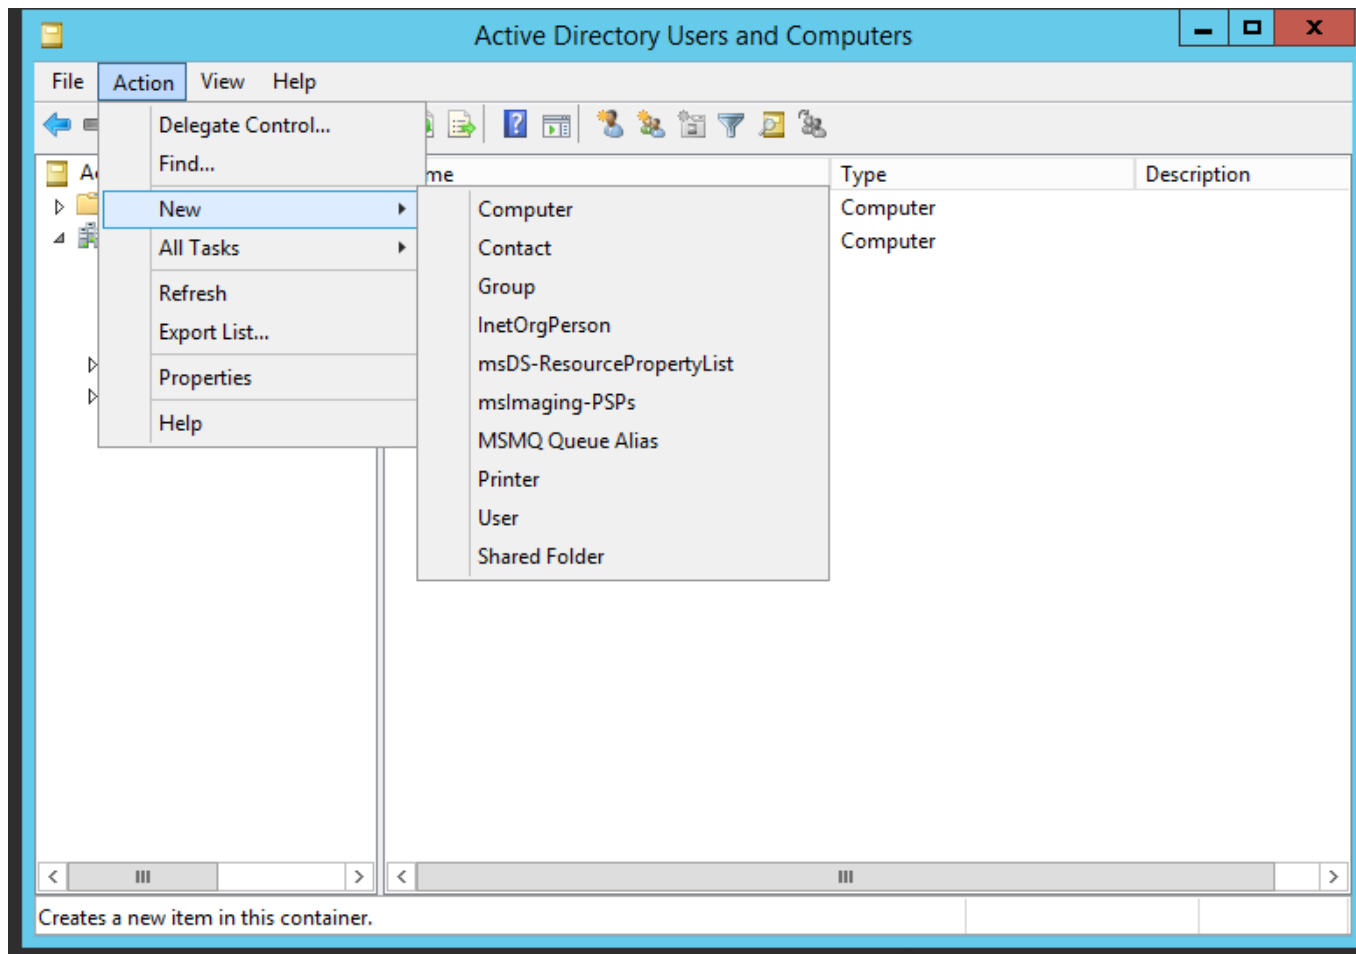 Active Directory Users and Computers
File Action View Help
Name Type Description
Computer
Computer
Delegate Control...
Find...
New
All Tasks
Refresh
Export List...
Properties
Help
Computer
Contact
Group
InetOrgPerson
msDS-ResourcePropertyList
msImaging-PSPs
MSMQ Queue Alias
Printer
User
Shared Folder
Creates a new item in this container.